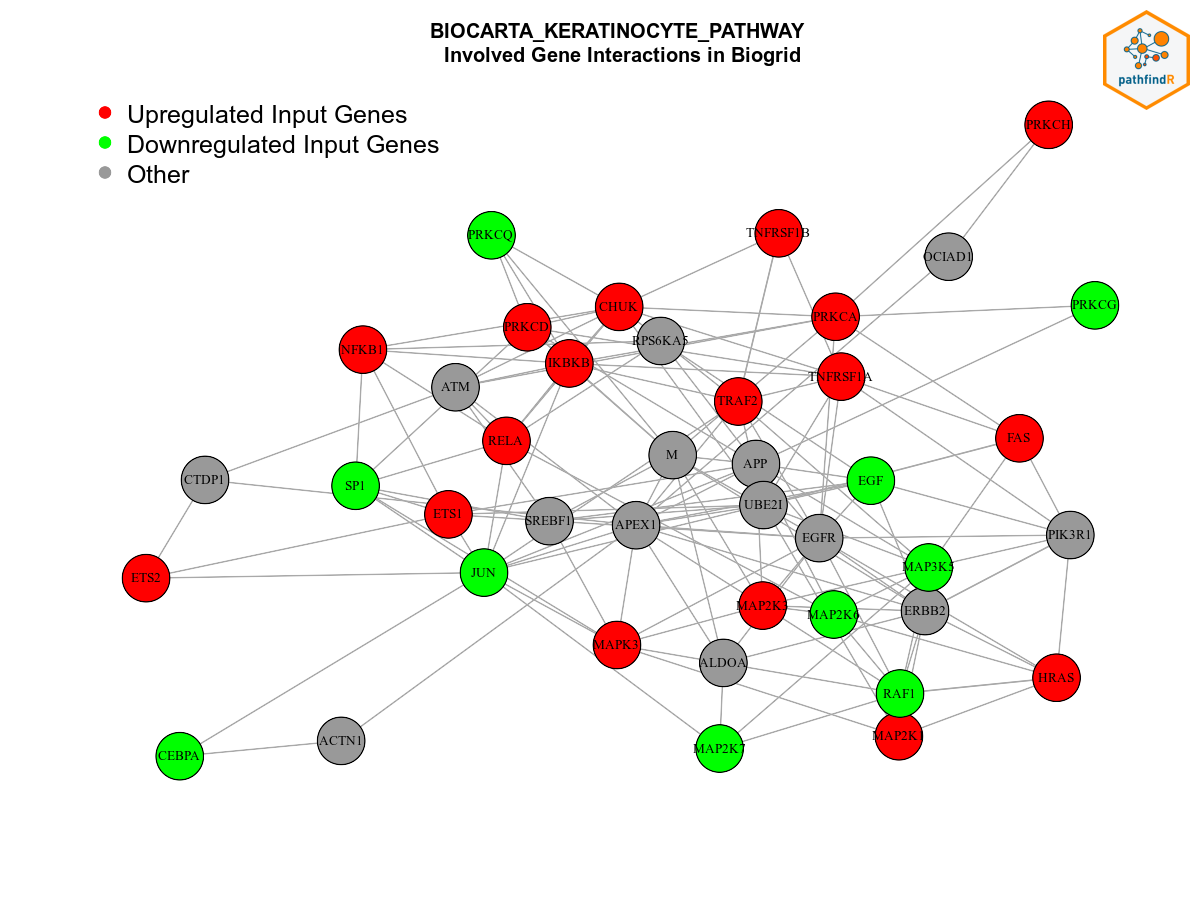 BIOCARTA_KERATINOCYTE_PATHWAY
Involved Gene Interactions in Biogrid
pathfindR
Upregulated Input Genes
Downregulated Input Genes
Other
PRKCH
PRKCQ
TNFRSF1B
OCIAD1
PRKCG
CHUK
PRKCA
PRKCD
RPS6KA5
NFKB1
IKBKB
TNFRSF1A
ATM
TRAF2
RELA
FAS
M
APP
CTDP1
SP1
EGF
UBE2I
ETS1
SREBF1
APEX1
EGFR
PIK3R1
MAP3K5
JUN
ETS2
MAP2K6
ERBB2
MAPK3
ALDOA
HRAS
RAF1
MAP2K7
ACTN1
CEBPA